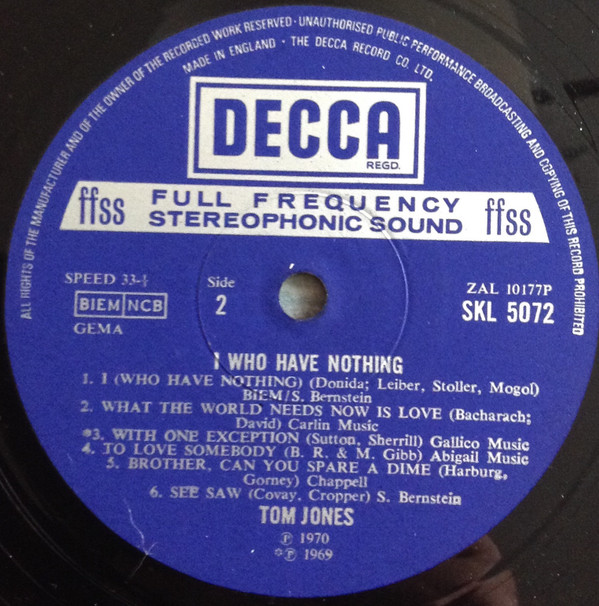 ALL RIGHTS OF THE MANUFACTURER AND OF THE OWNER OF THE RECORDED WORK RESERVED · UNAUTHORISED PUBLIC PERFORMANCE BROADCASTING AND COPYING OF THIS RECORD PROHIBITED
MADE IN ENGLAND · THE DECCA RECORD CO. LTD.
DECCA
REGD.
ffss FULL FREQUENCY ffss
STEREOPHONIC SOUND
SPEED 33-⅓
BIEM NCB
GEMA
Side
2
ZAL 10177P
SKL 5072
I WHO HAVE NOTHING
1. I (WHO HAVE NOTHING) (Donida; Leiber, Stoller, Mogol)
BIEM/S. Bernstein
2. WHAT THE WORLD NEEDS NOW IS LOVE (Bacharach;
David) Carlin Music
*3. WITH ONE EXCEPTION (Sutton, Sherrill) Gallico Music
4. TO LOVE SOMEBODY (B. R. & M. Gibb) Abigail Music
5. BROTHER, CAN YOU SPARE A DIME (Harburg,
Gorney) Chappell
6. SEE SAW (Covay, Cropper) S. Bernstein
TOM JONES
℗ 1970
*℗ 1969